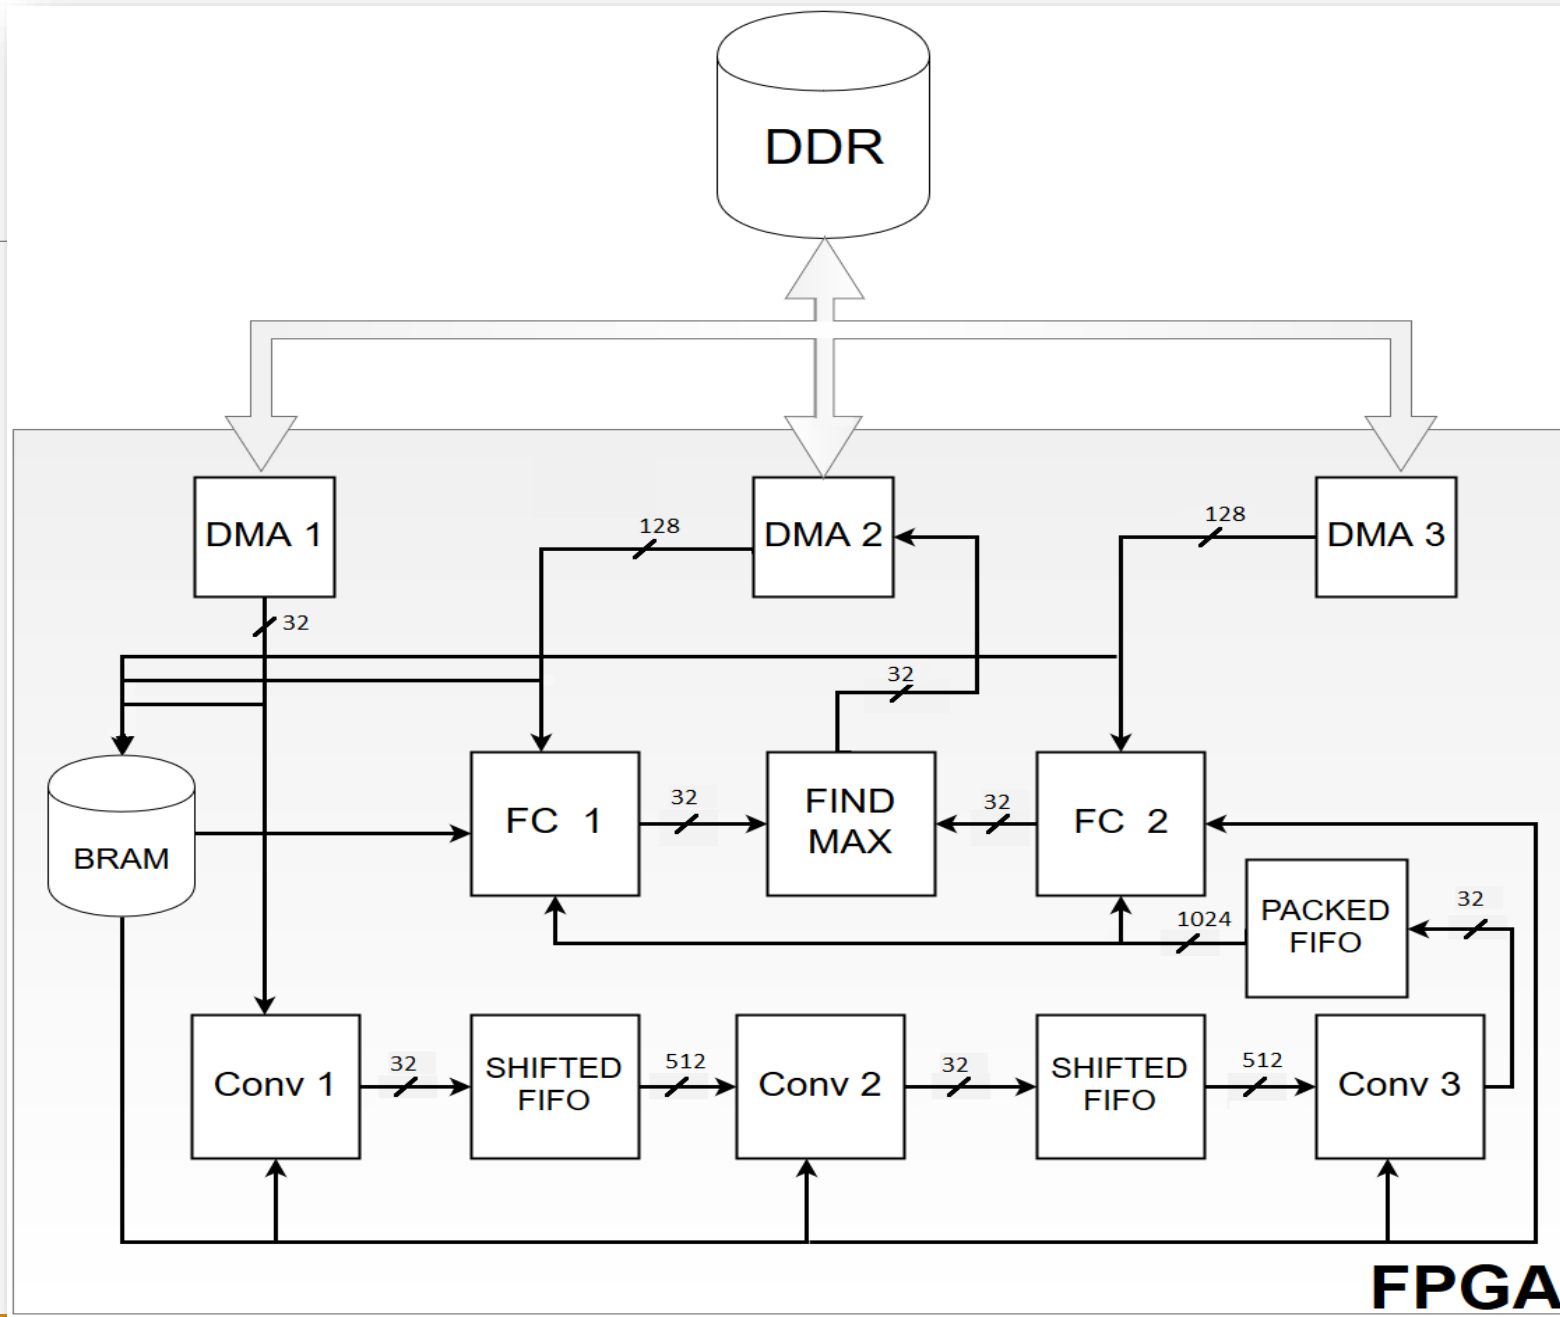 DDR
DMA 1
DMA 2
DMA 3
128
128
32
32
BRAM
FC 1
32
FIND
MAX
32
FC 2
PACKED
FIFO
32
1024
Conv 1
32
SHIFTED
FIFO
512
Conv 2
32
SHIFTED
FIFO
512
Conv 3
FPGA